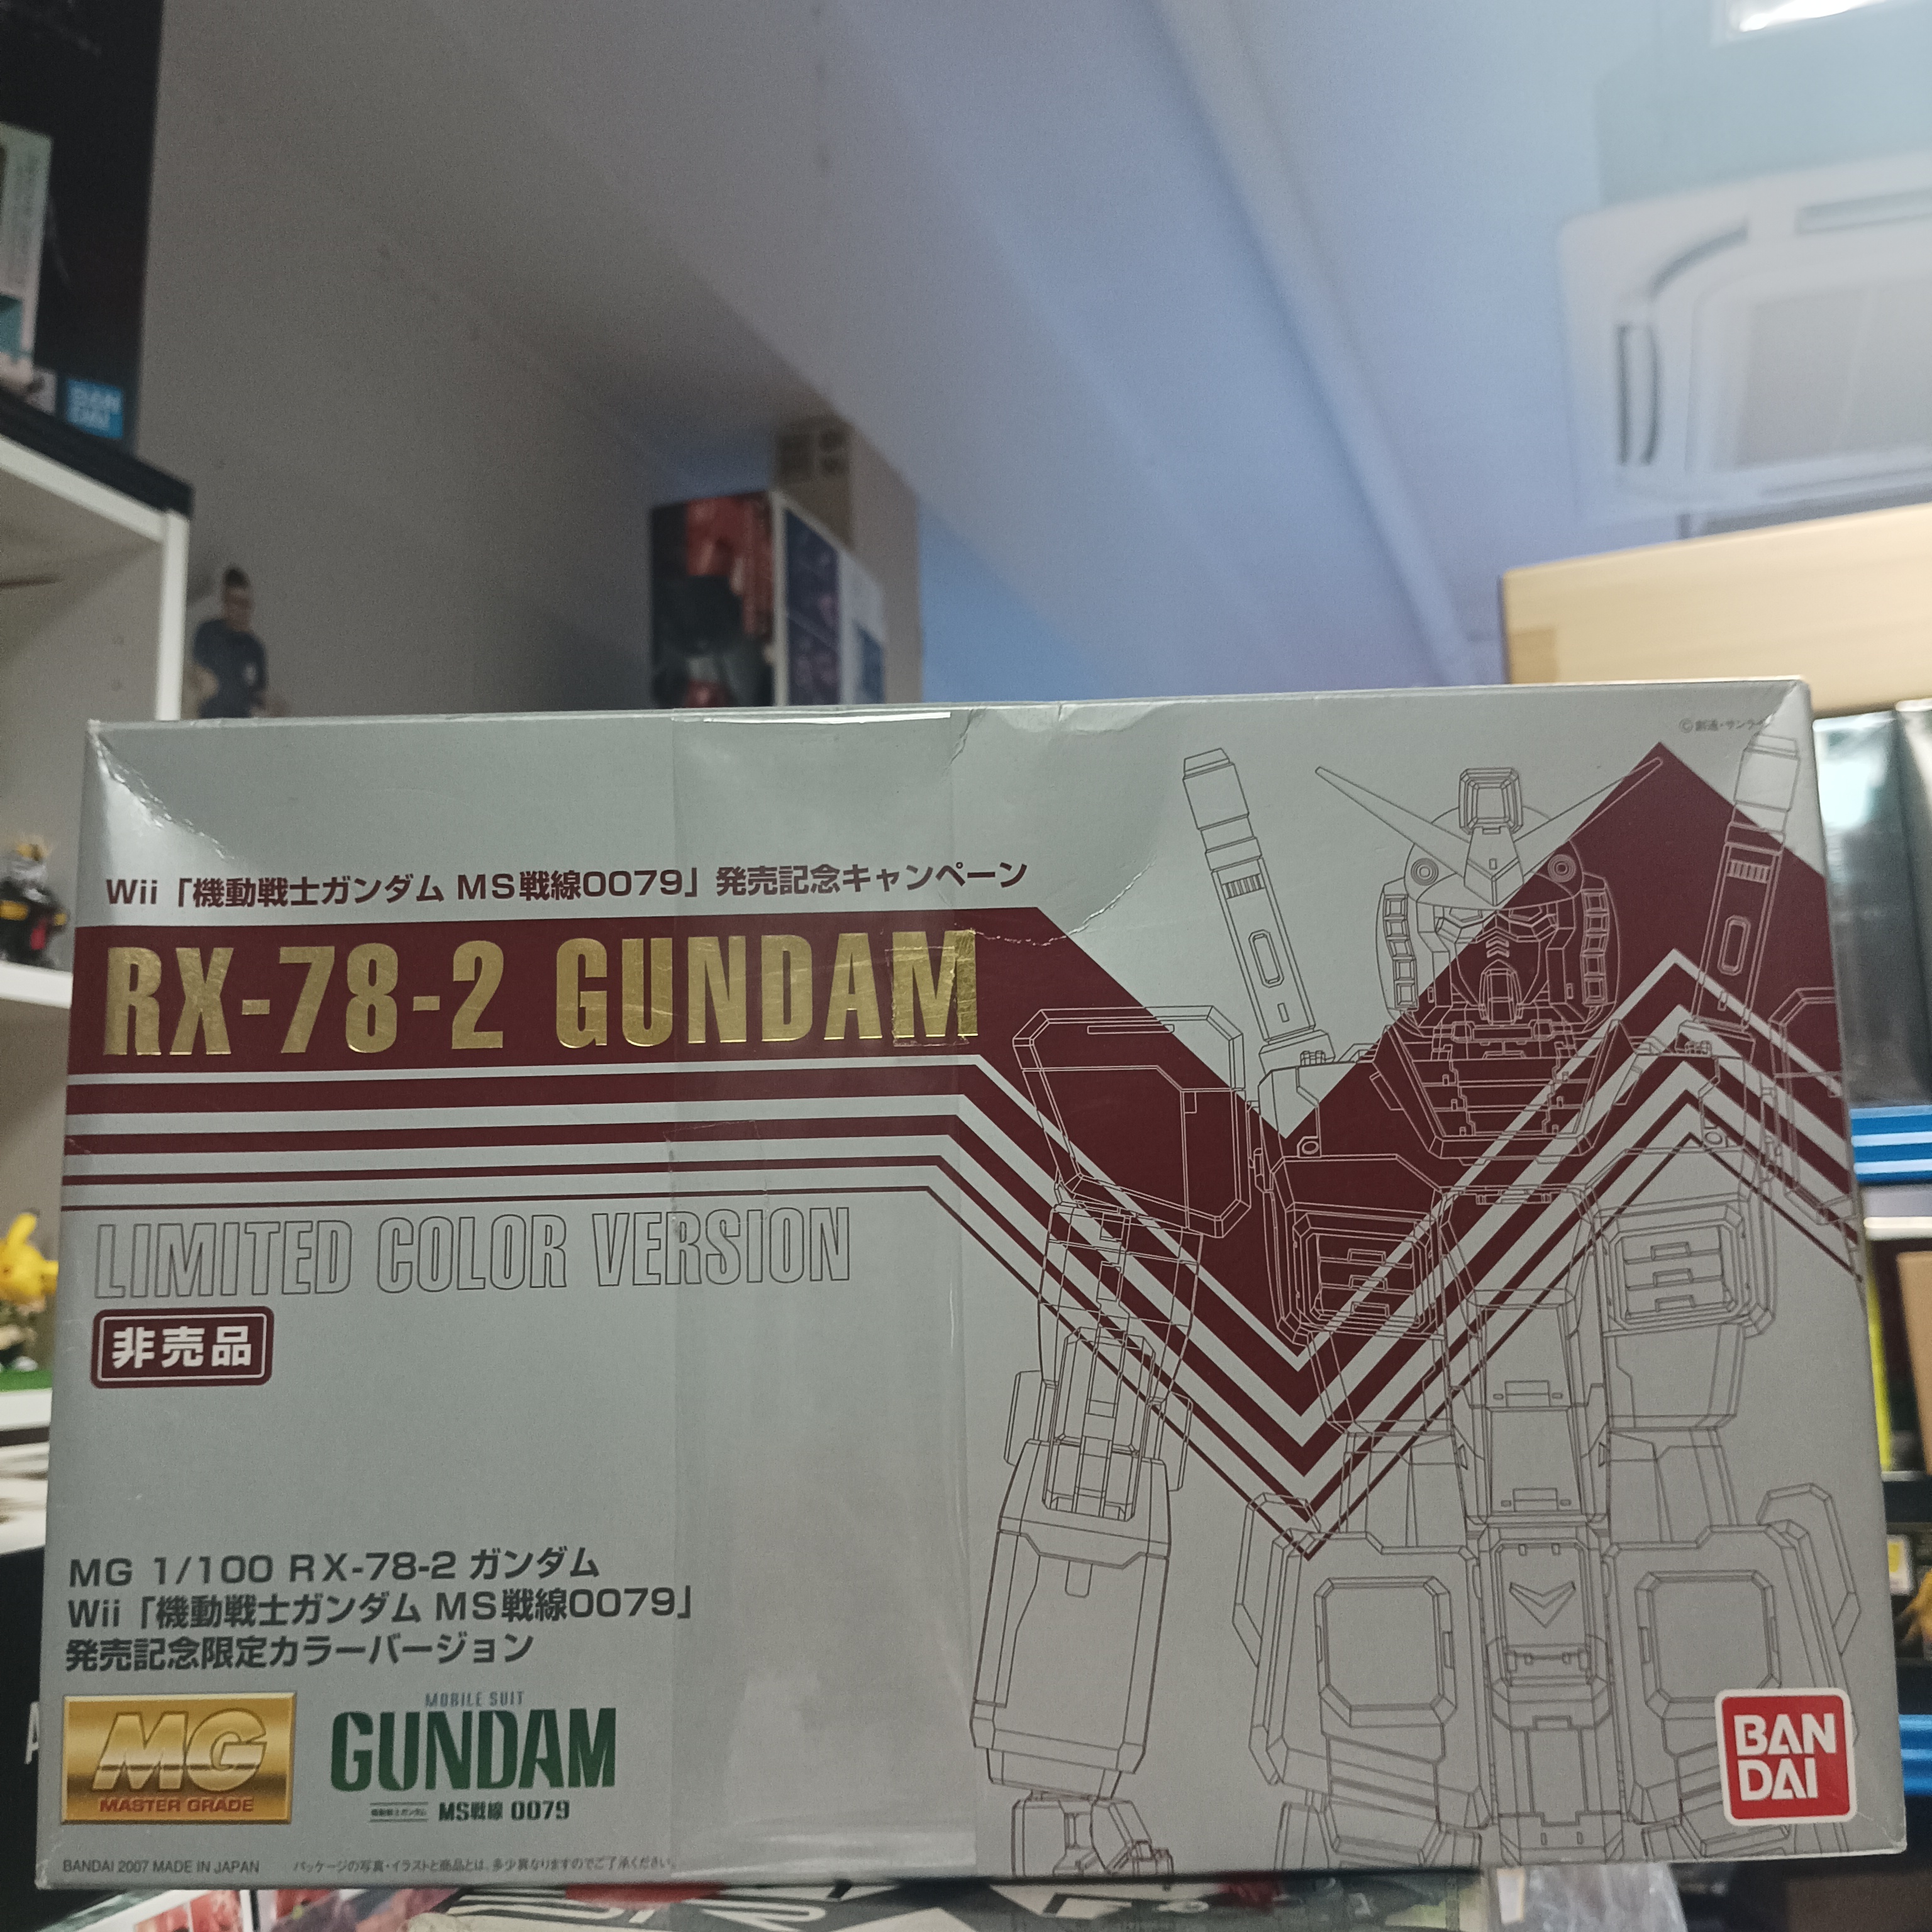 BAN
DAI
©創通・サンライ
Wii「機動戦士ガンダム MS戦線0079」発売記念キャンペーン
RX-78-2 GUNDAM
LIMITED COLOR VERSION
非売品
MG 1/100 RX-78-2 ガンダム
Wii「機動戦士ガンダム MS戦線0079」
発売記念限定カラーバージョン
MG
MASTER GRADE
MOBILE SUIT
GUNDAM
機動戦士ガンダム MS戦線 0079
BAN
DAI
BANDAI 2007 MADE IN JAPAN
パッケージの写真・イラストと商品とは、多少異なりますのでご了承ください。